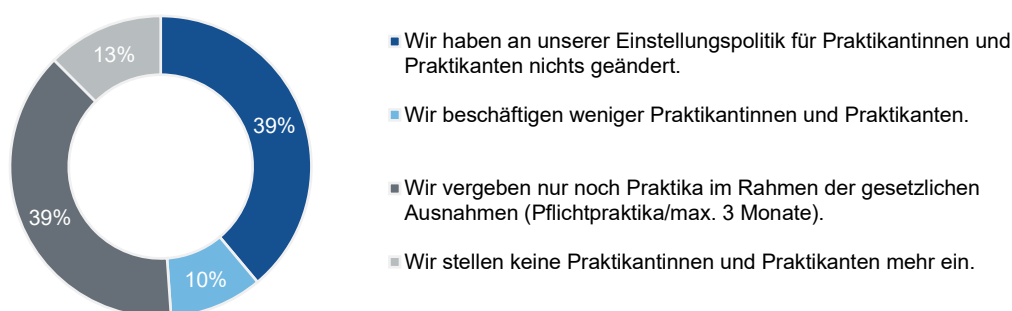 13%
39%
39%
10%
Wir haben an unserer Einstellungspolitik für Praktikantinnen und
Praktikanten nichts geändert.
Wir beschäftigen weniger Praktikantinnen und Praktikanten.
Wir vergeben nur noch Praktika im Rahmen der gesetzlichen
Ausnahmen (Pflichtpraktika/max. 3 Monate).
Wir stellen keine Praktikantinnen und Praktikanten mehr ein.